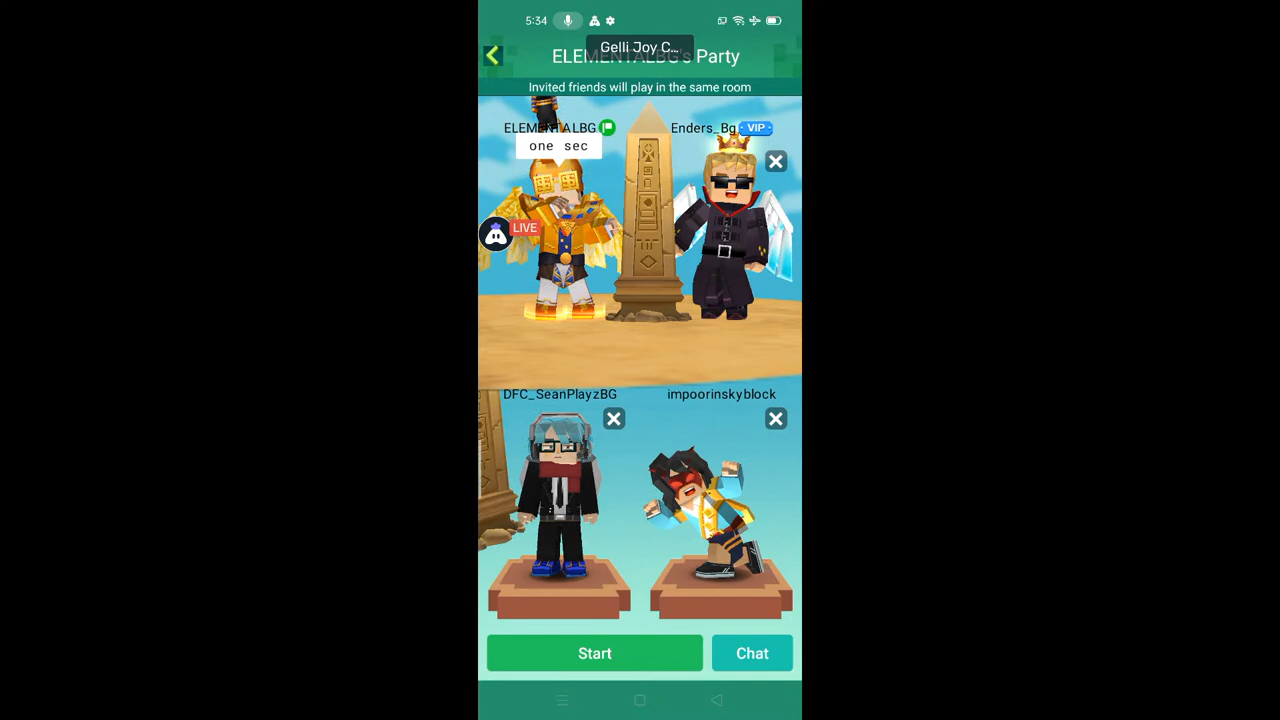 5:34
Gelli Joy C...
ELEMENTALBG's Party
Invited friends will play in the same room
ELEMENTALBG
Enders_Bg VIP
one sec
LIVE
DFC_SeanPlayzBG
impoorinskyblock
Start
Chat